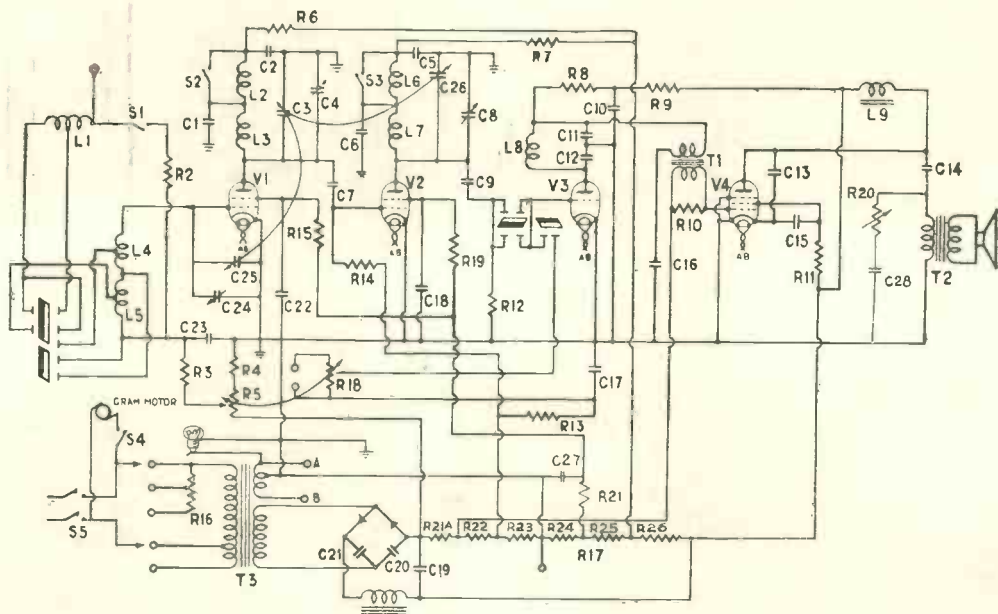 R6
C2
S2
L2
C1
L3
C3
C4
S3
C5
L6
C26
R7
C6
L7
C8
R8
C10
R9
L9
L8
C11
C12
L1
S1
R2
V1
C7
V2
C9
V3
T1
V4
C13
C14
L4
R15
R14
R19
R10
C15
R20
AB
AB
AB
AB
C25
C24
L5
C22
C18
R12
C16
R11
C28
T2
C23
R3
R4
R5
R18
C17
R13
GRAM MOTOR
S4
S5
R16
T3
A
B
C27
R21
R21A
R22
R23
R24
R25
R26
R17
C21
C20
C19